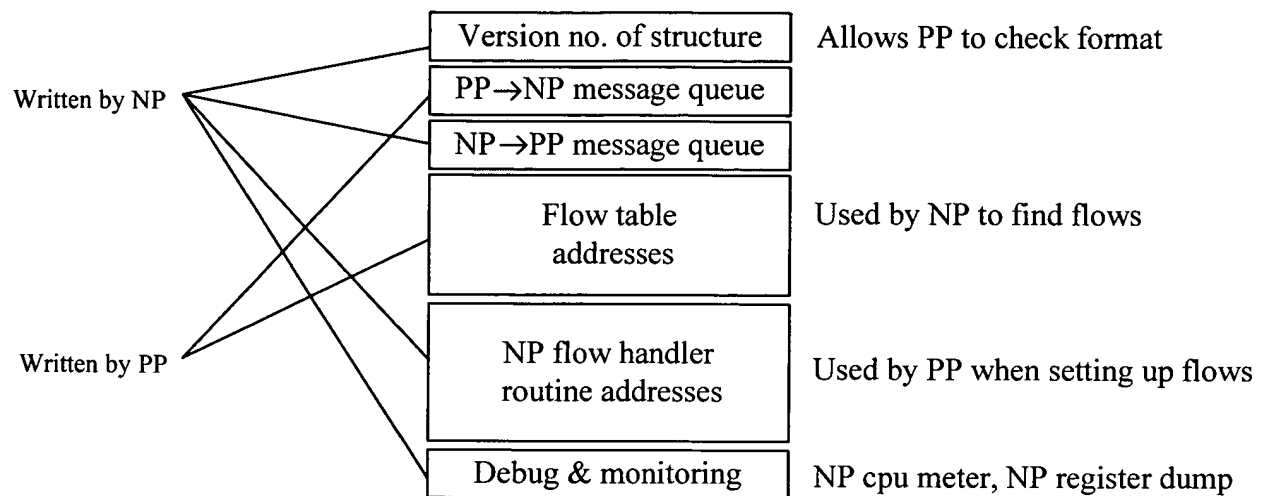 Version no. of structure
Allows PP to check format
Written by NP
PP→NP message queue
NP→PP message queue
Flow table
addresses
Used by NP to find flows
Written by PP
NP flow handler
routine addresses
Used by PP when setting up flows
Debug & monitoring
NP cpu meter, NP register dump